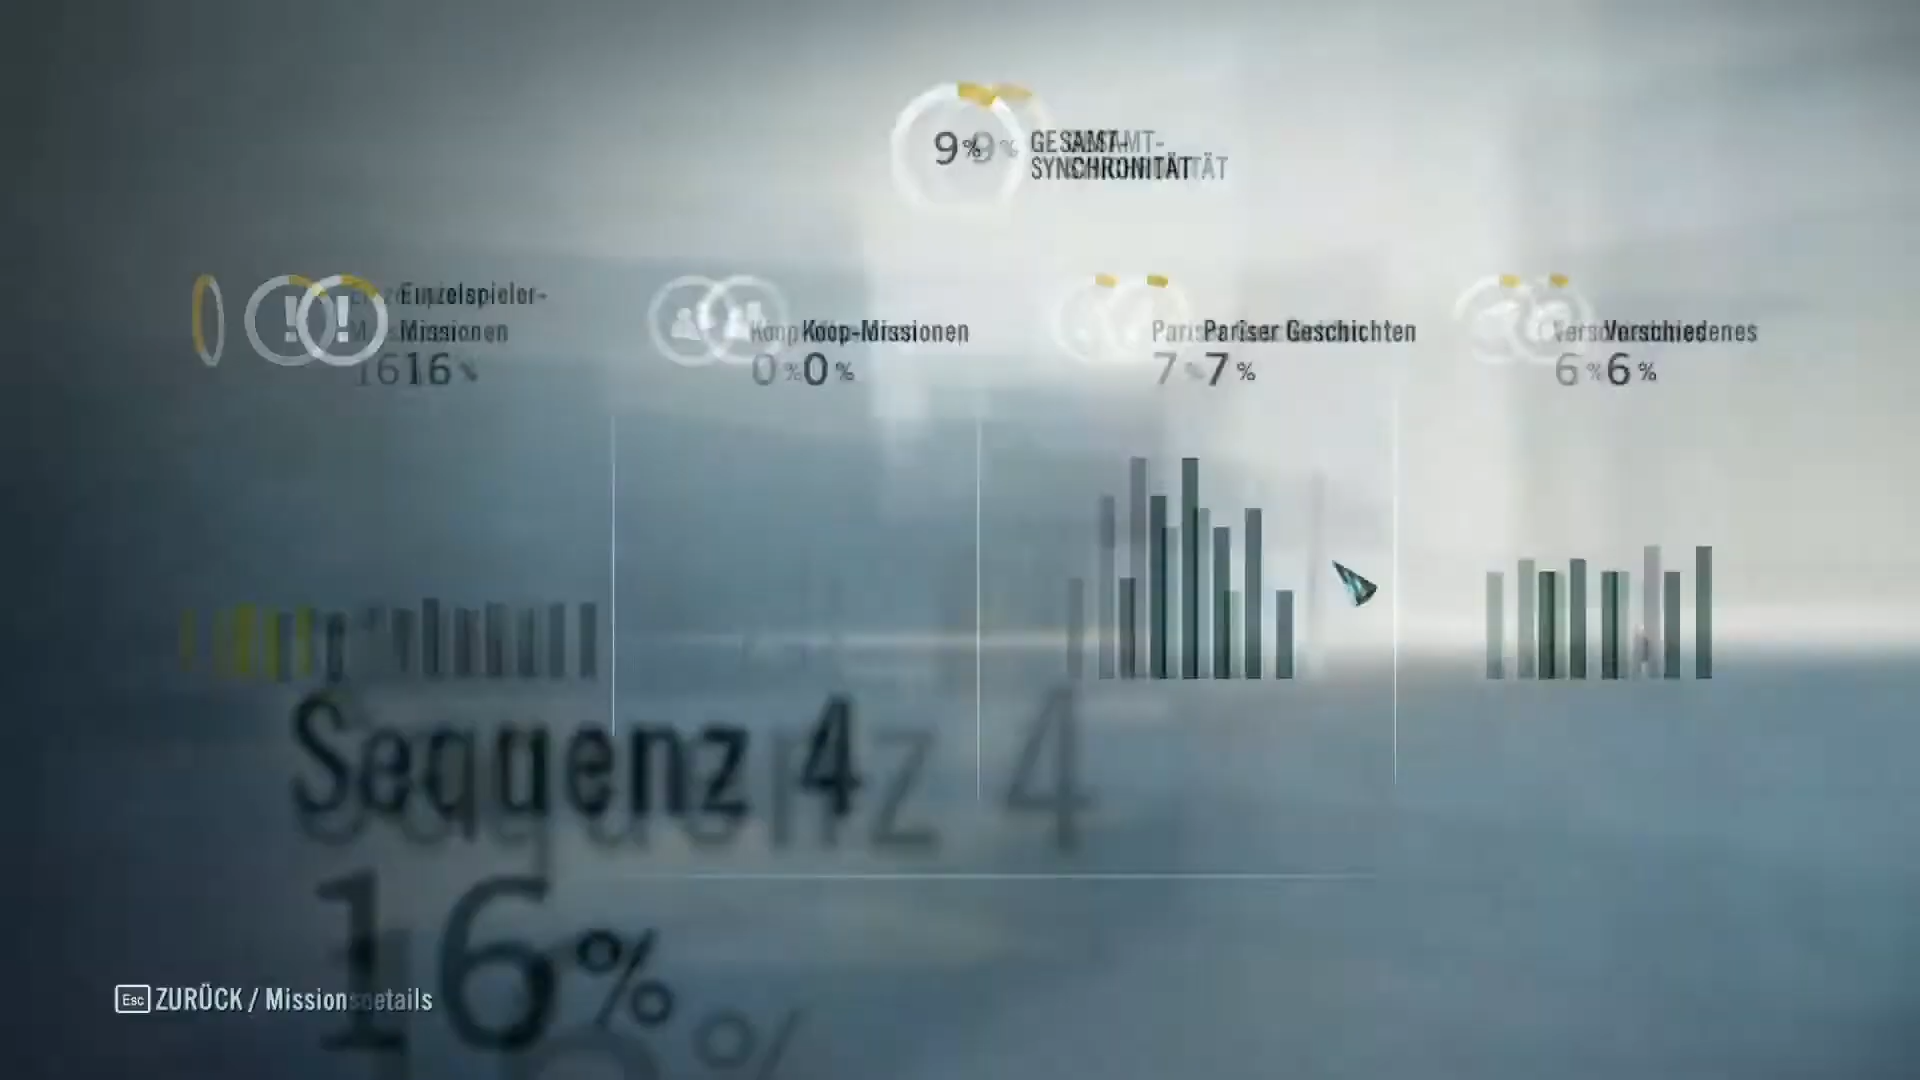 9%
GESAMT-
SYNCHRONITÄT
Einzelspieler-
Missionen
16%
Koop-Missionen
0%
Pariser Geschichten
7%
Verschiedenes
6%
Sequenz 4
16%
Esc ZURÜCK / Missionsdetails